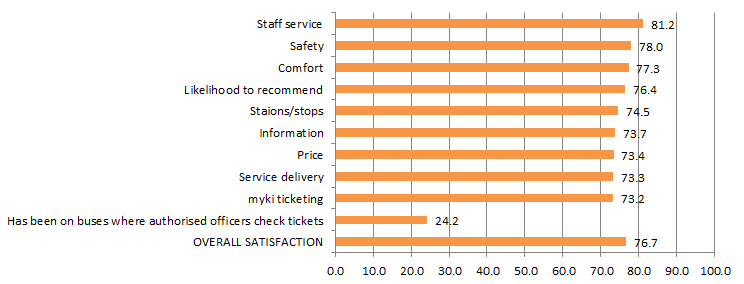 Staff service 81.2
Safety 78.0
Comfort 77.3
Likelihood to recommend 76.4
Staions/stops 74.5
Information 73.7
Price 73.4
Service delivery 73.3
myki ticketing 73.2
Has been on buses where authorised officers check tickets 24.2
OVERALL SATISFACTION 76.7
0.0 10.0 20.0 30.0 40.0 50.0 60.0 70.0 80.0 90.0 100.0